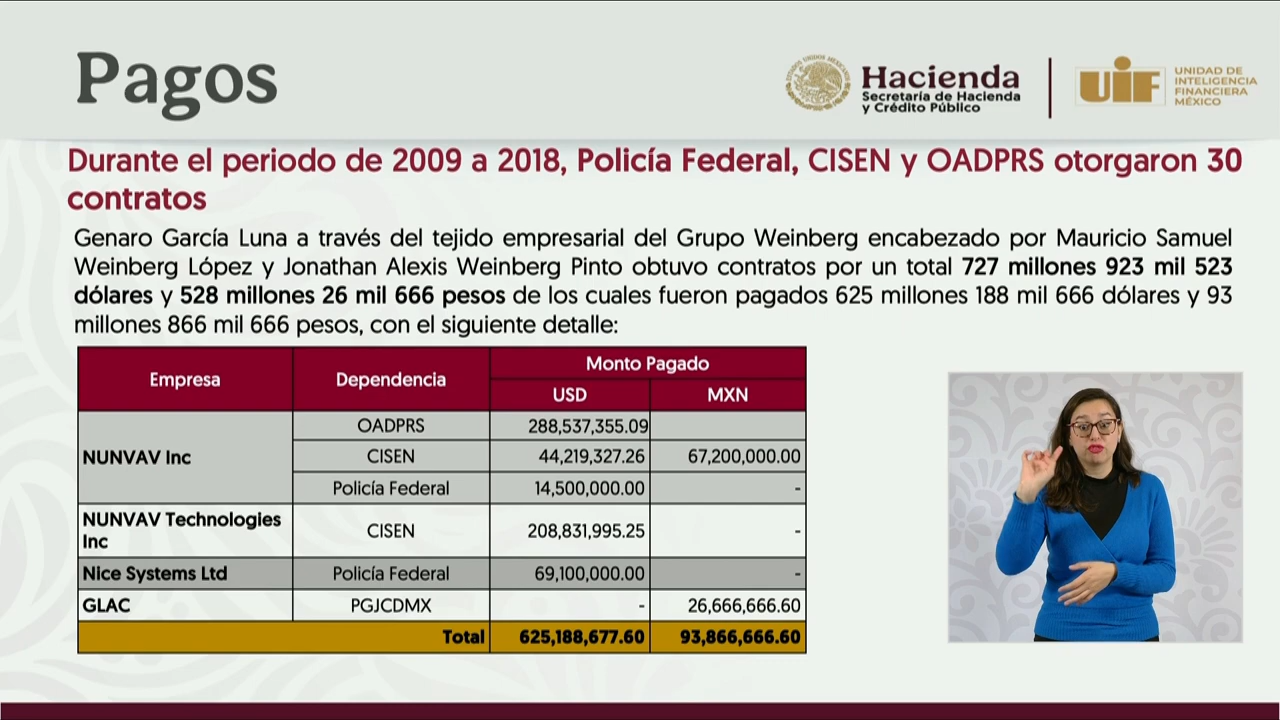 Pagos
Hacienda
Secretaría de Hacienda
y Crédito Público
UIF
UNIDAD DE
INTELIGENCIA
FINANCIERA
MÉXICO
Durante el periodo de 2009 a 2018, Policía Federal, CISEN y OADPRS otorgaron 30
contratos
Genaro García Luna a través del tejido empresarial del Grupo Weinberg encabezado por Mauricio Samuel
Weinberg López y Jonathan Alexis Weinberg Pinto obtuvo contratos por un total 727 millones 923 mil 523
dólares y 528 millones 26 mil 666 pesos de los cuales fueron pagados 625 millones 188 mil 666 dólares y 93
millones 866 mil 666 pesos, con el siguiente detalle:
Empresa Dependencia Monto Pagado
USD MXN
NUNVAV Inc OADPRS 288,537,355.09
CISEN 44,219,327.26 67,200,000.00
Policía Federal 14,500,000.00 -
NUNVAV Technologies
Inc CISEN 208,831,995.25 -
Nice Systems Ltd Policía Federal 69,100,000.00 -
GLAC PGJCDMX - 26,666,666.60
Total 625,188,677.60 93,866,666.60